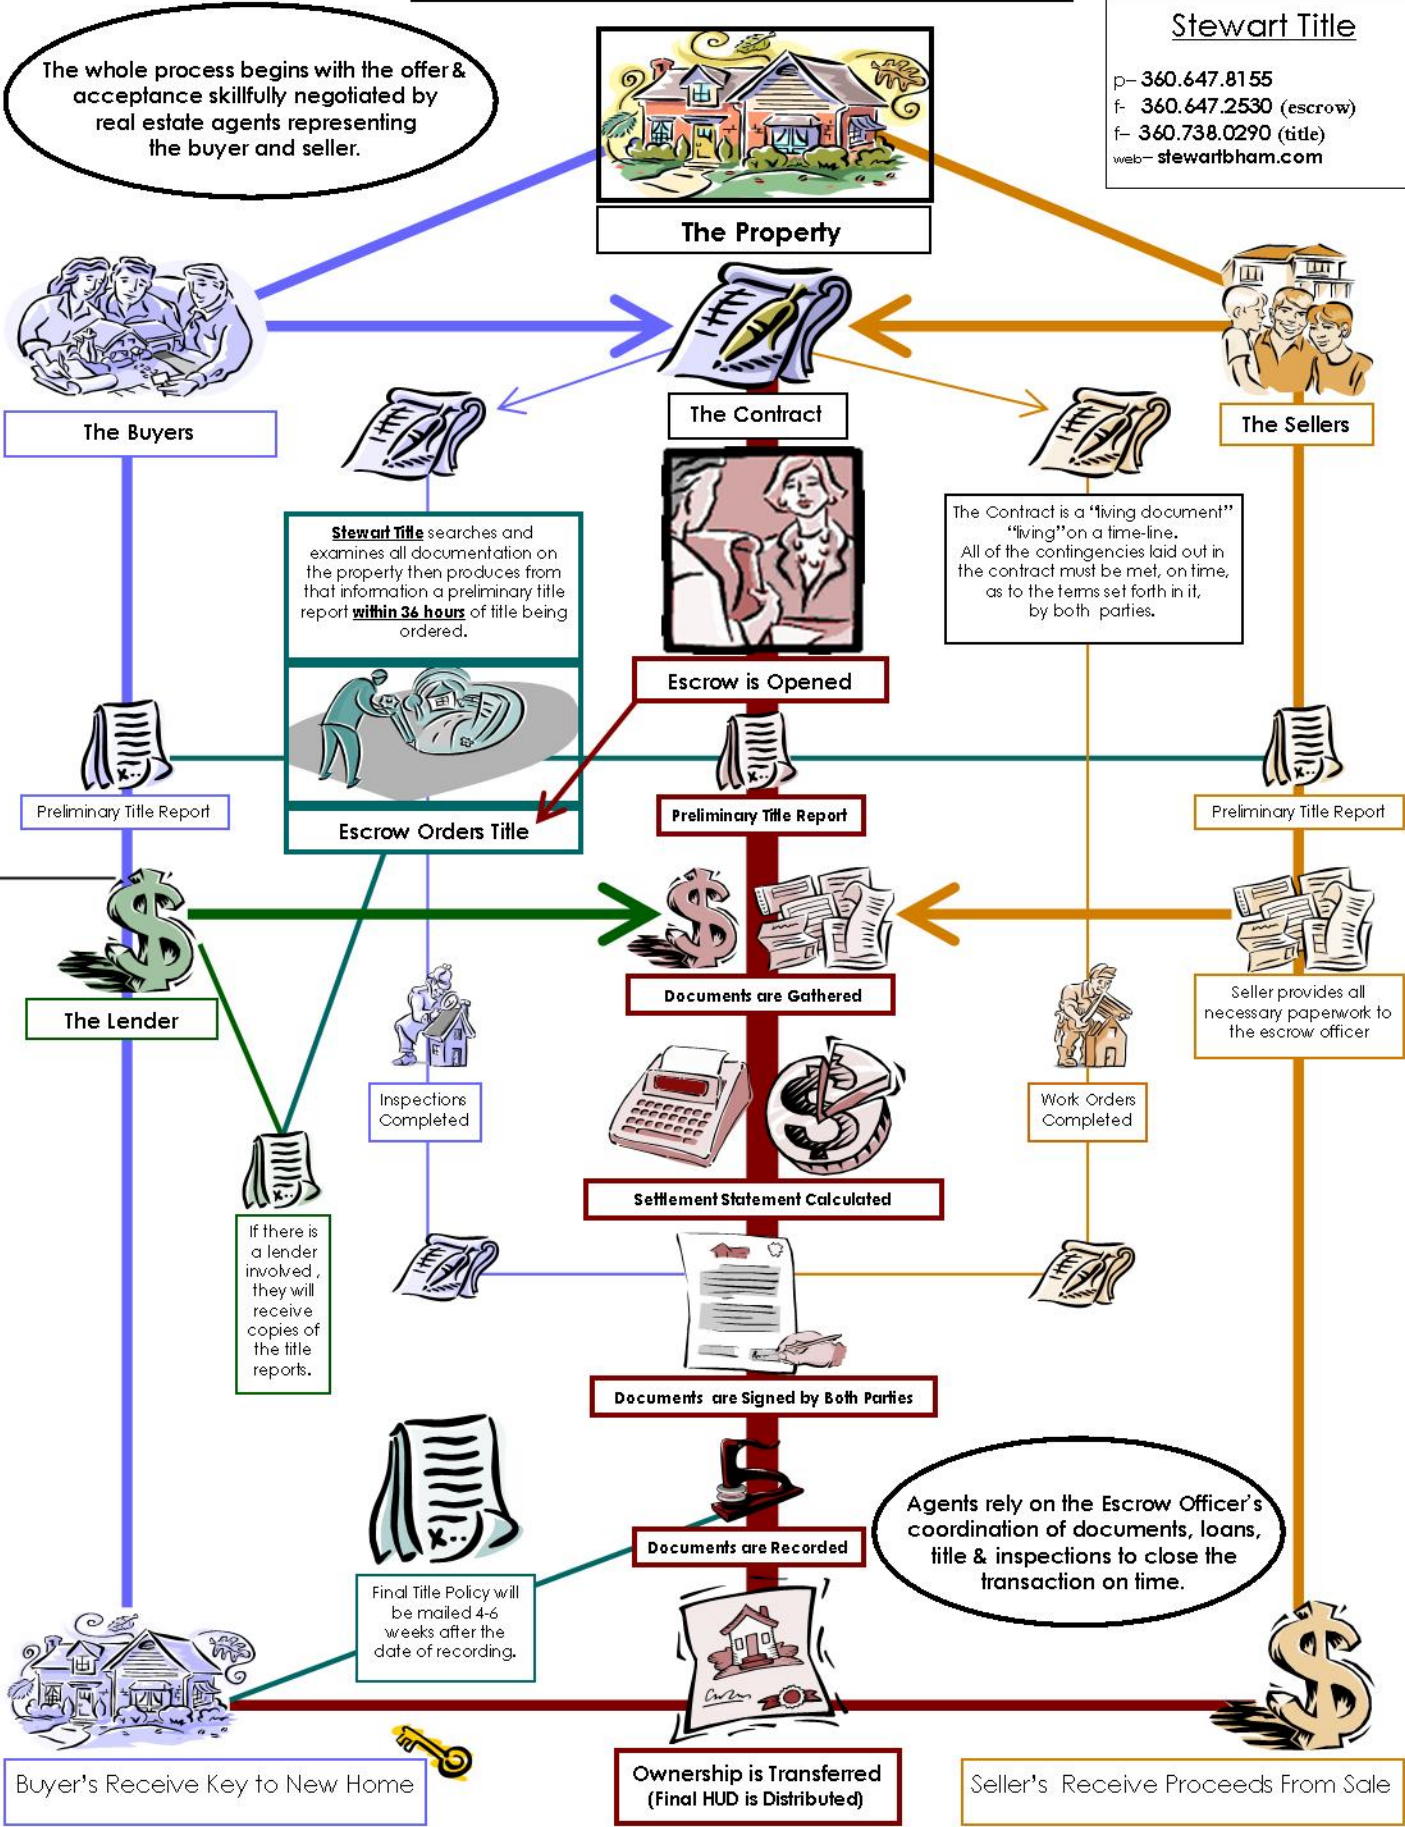 The whole process begins with the offer &
acceptance skillfully negotiated by
real estate agents representing
the buyer and seller.
Stewart Title
p– 360.647.8155
f- 360.647.2530 (escrow)
f– 360.738.0290 (title)
web– stewartbham.com
The Property
The Buyers
The Contract
The Sellers
Stewart Title searches and
examines all documentation on
the property then produces from
that information a preliminary title
report within 36 hours of title being
ordered.
The Contract is a "living document"
"living" on a time-line.
All of the contingencies laid out in
the contract must be met, on time,
as to the terms set forth in it,
by both parties.
Escrow is Opened
Preliminary Title Report
Escrow Orders Title
Preliminary Title Report
Preliminary Title Report
The Lender
Documents are Gathered
Seller provides all
necessary paperwork to
the escrow officer
Inspections
Completed
Work Orders
Completed
Settlement Statement Calculated
If there is
a lender
involved ,
they will
receive
copies of
the title
reports.
Documents are Signed by Both Parties
Agents rely on the Escrow Officer's
coordination of documents, loans,
title & inspections to close the
transaction on time.
Documents are Recorded
Final Title Policy will
be mailed 4-6
weeks after the
date of recording.
Buyer's Receive Key to New Home
Ownership is Transferred
(Final HUD is Distributed)
Seller's Receive Proceeds From Sale